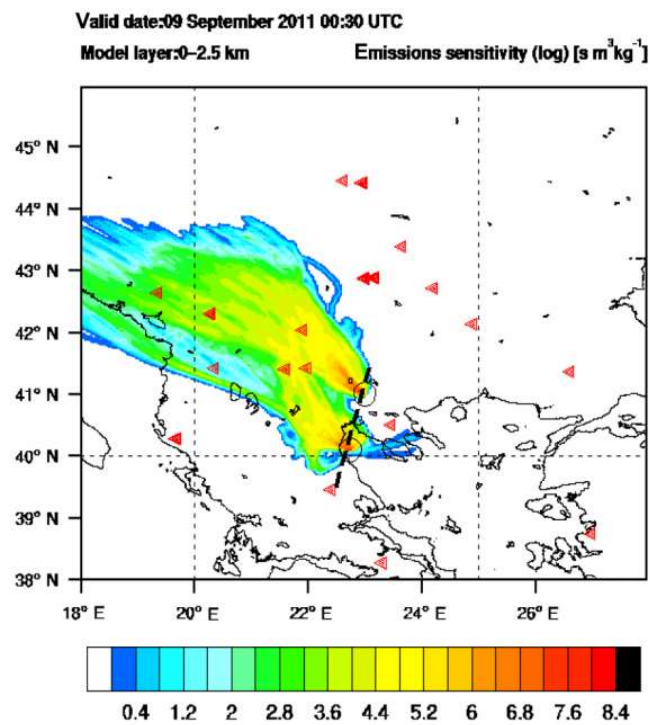 Valid date:09 September 2011 00:30 UTC
Model layer:0–2.5 km Emissions sensitivity (log) [s m³kg⁻¹]
45° N
44° N
43° N
42° N
41° N
40° N
39° N
38° N
18° E 20° E 22° E 24° E 26° E
0.4 1.2 2 2.8 3.6 4.4 5.2 6 6.8 7.6 8.4